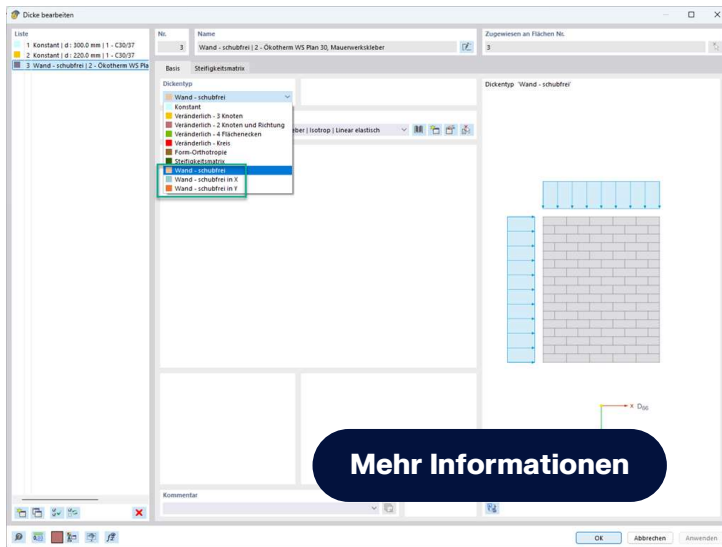 Dicke bearbeiten
Liste
1 Konstant | d : 300.0 mm | 1 - C30/37
2 Konstant | d : 220.0 mm | 1 - C30/37
3 Wand - schubfrei | 2 - Ökotherm WS Pla
Nr.
3
Name
Wand - schubfrei | 2 - Ökotherm WS Plan 30, Mauerwerkskleber
Zugewiesen an Flächen Nr.
3
Basis
Steifigkeitsmatrix
Dickentyp
Wand - schubfrei
Konstant
Veränderlich - 3 Knoten
Veränderlich - 2 Knoten und Richtung
Veränderlich - 4 Flächenecken
Veränderlich - Kreis
Form-Orthotropie
Steifigkeitsmatrix
Wand - schubfrei
Wand - schubfrei in X
Wand - schubfrei in Y
ber | Isotrop | Linear elastisch
Dickentyp 'Wand - schubfrei'
x D66
Mehr Informationen
Kommentar
OK
Abbrechen
Anwenden